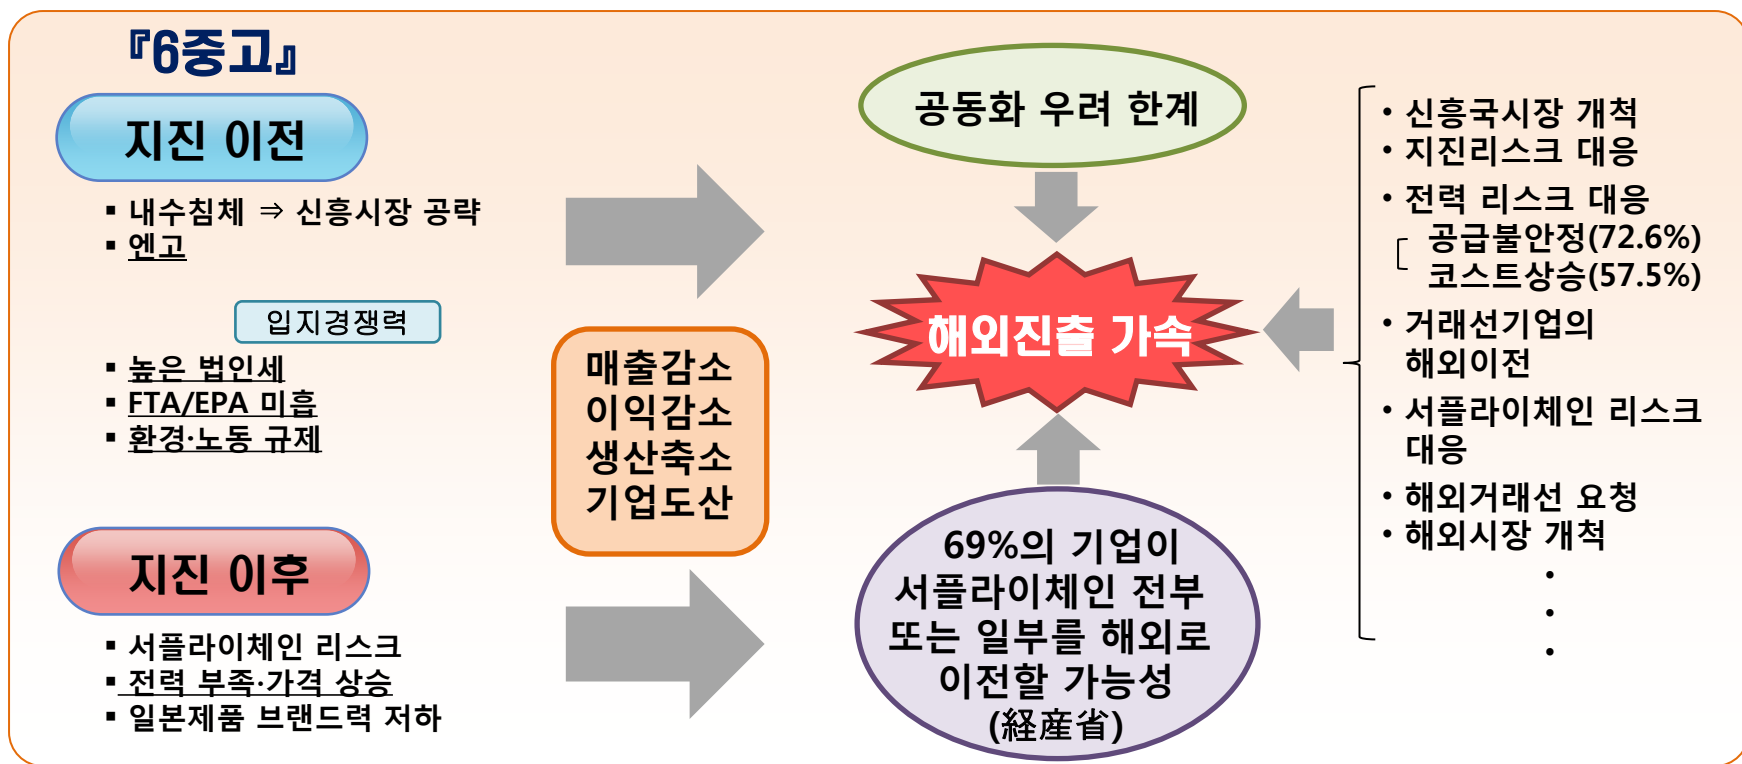 『6중고』
지진 이전
▪ 내수침체 ⇒ 신흥시장 공략
▪ 엔고
입지경쟁력
▪ 높은 법인세
▪ FTA/EPA 미흡
▪ 환경·노동 규제
지진 이후
▪ 서플라이체인 리스크
▪ 전력 부족·가격 상승
▪ 일본제품 브랜드력 저하
매출감소
이익감소
생산축소
기업도산
공동화 우려 한계
해외진출 가속
69%의 기업이
서플라이체인 전부
또는 일부를 해외로
이전할 가능성
(経産省)
• 신흥국시장 개척
• 지진리스크 대응
• 전력 리스크 대응
공급불안정(72.6%)
코스트상승(57.5%)
• 거래선기업의
해외이전
• 서플라이체인 리스크
대응
• 해외거래선 요청
• 해외시장 개척
•
•
•